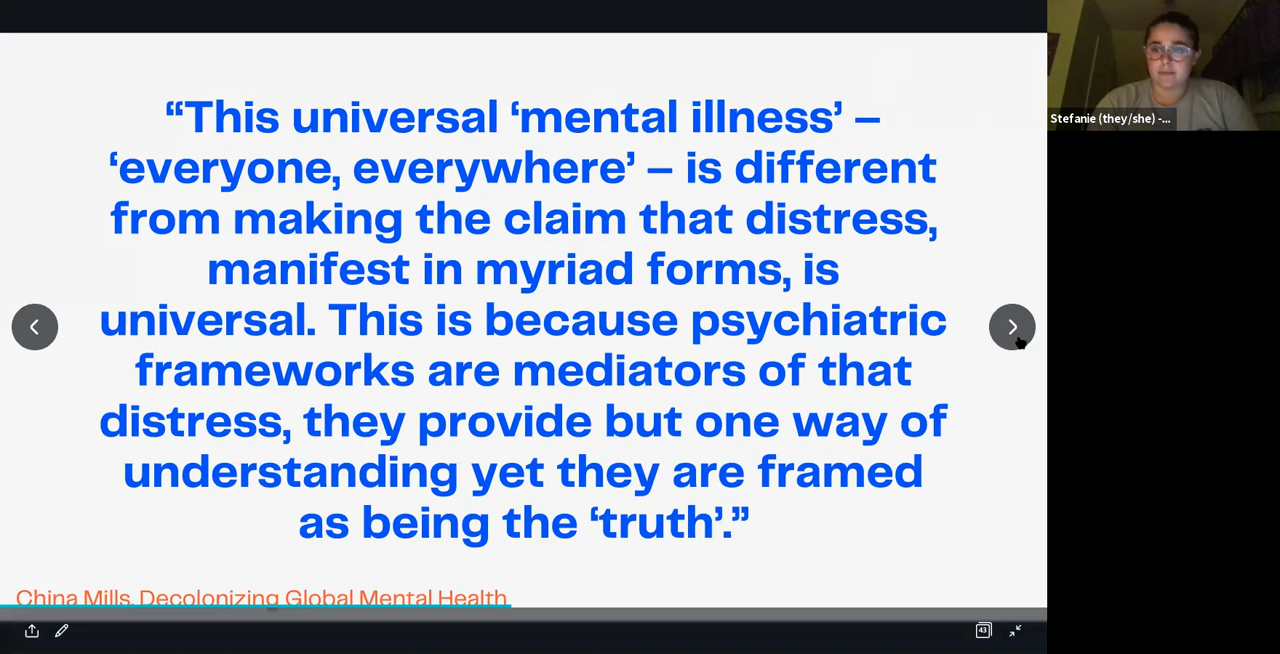 “This universal ‘mental illness’ –
‘everyone, everywhere’ – is different
from making the claim that distress,
manifest in myriad forms, is
universal. This is because psychiatric
frameworks are mediators of that
distress, they provide but one way of
understanding yet they are framed
as being the ‘truth’.”
China Mills, Decolonizing Global Mental Health
Stefanie (they/she) -...
43